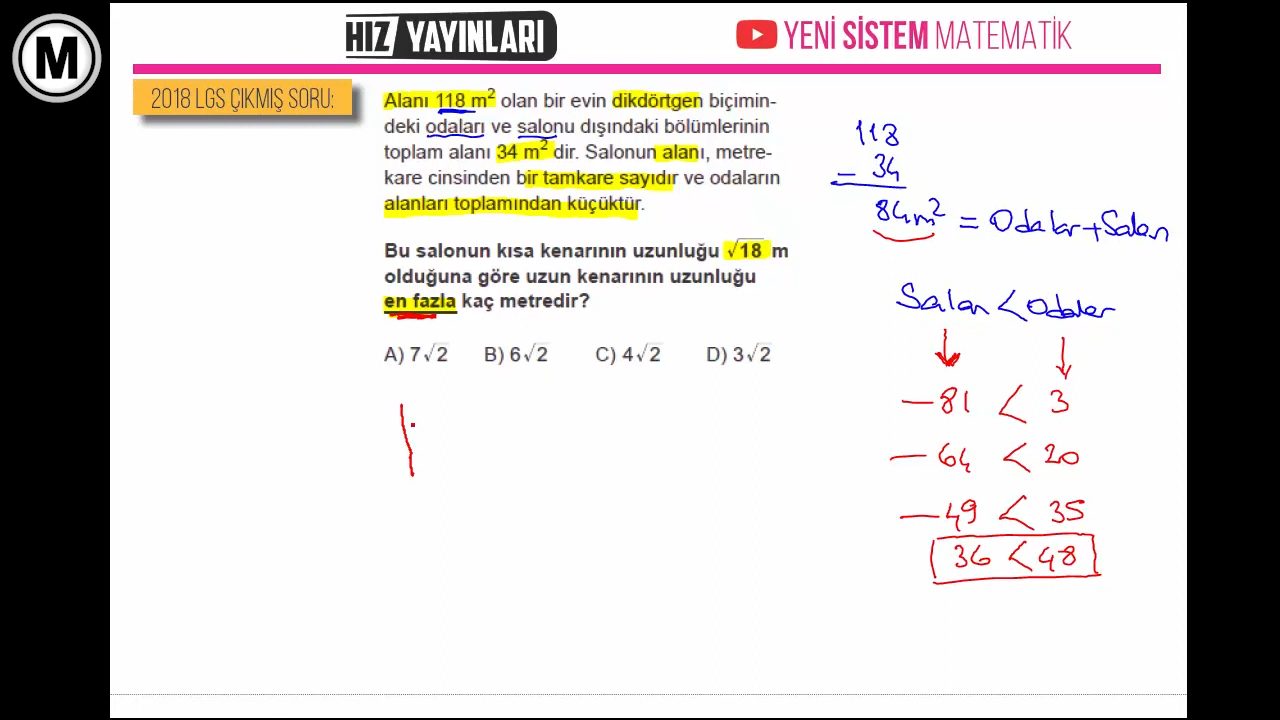 M
HIZ YAYINLARI
YENİ SİSTEM MATEMATİK
2018 LGS ÇIKMIŞ SORU:
Alanı 118 m² olan bir evin dikdörtgen biçimin-
deki odaları ve salonu dışındaki bölümlerinin
toplam alanı 34 m² dir. Salonun alanı, metre-
kare cinsinden bir tamkare sayıdır ve odaların
alanları toplamından küçüktür.
Bu salonun kısa kenarının uzunluğu √18 m
olduğuna göre uzun kenarının uzunluğu
en fazla kaç metredir?
A) 7√2 B) 6√2 C) 4√2 D) 3√2
118
- 34
84m² = Odalar+Salon
Salon < Odalar
- 81 < 3
- 64 < 20
- 49 < 35
36 < 48